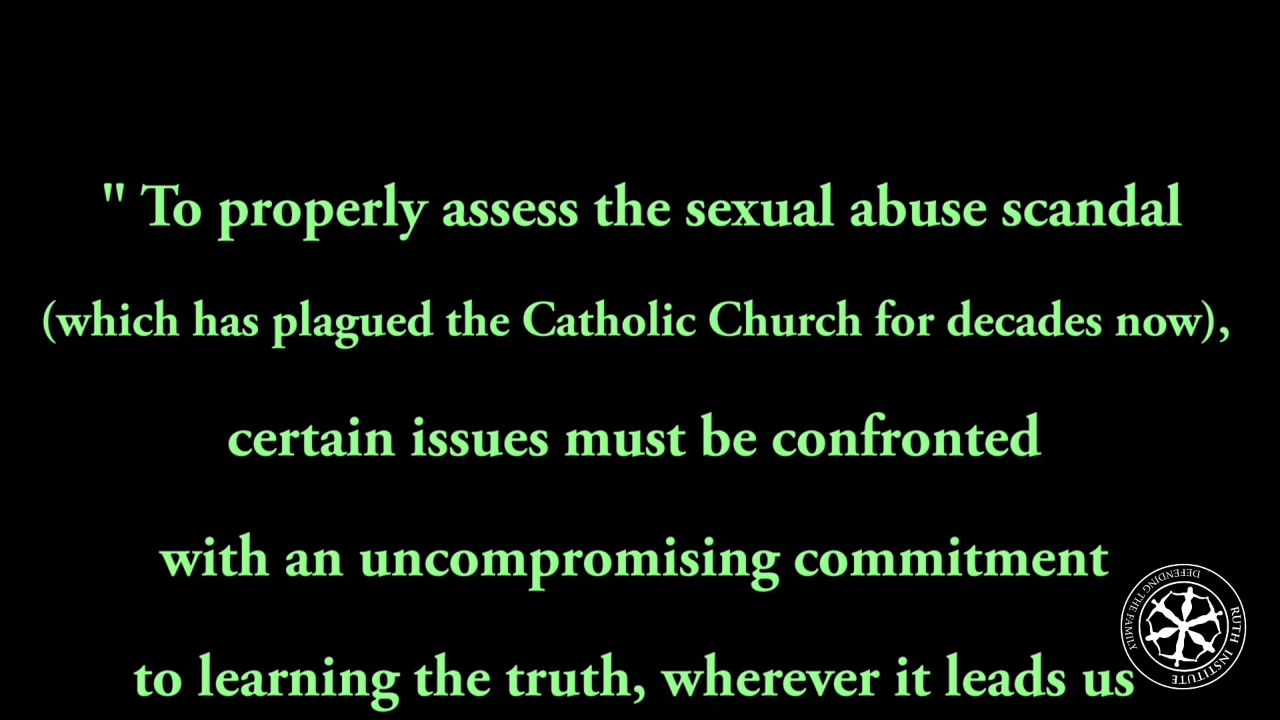 " To properly assess the sexual abuse scandal
(which has plagued the Catholic Church for decades now),
certain issues must be confronted
with an uncompromising commitment
to learning the truth, wherever it leads us
RUTH INSTITUTE
DEFENDING THE FAMILY